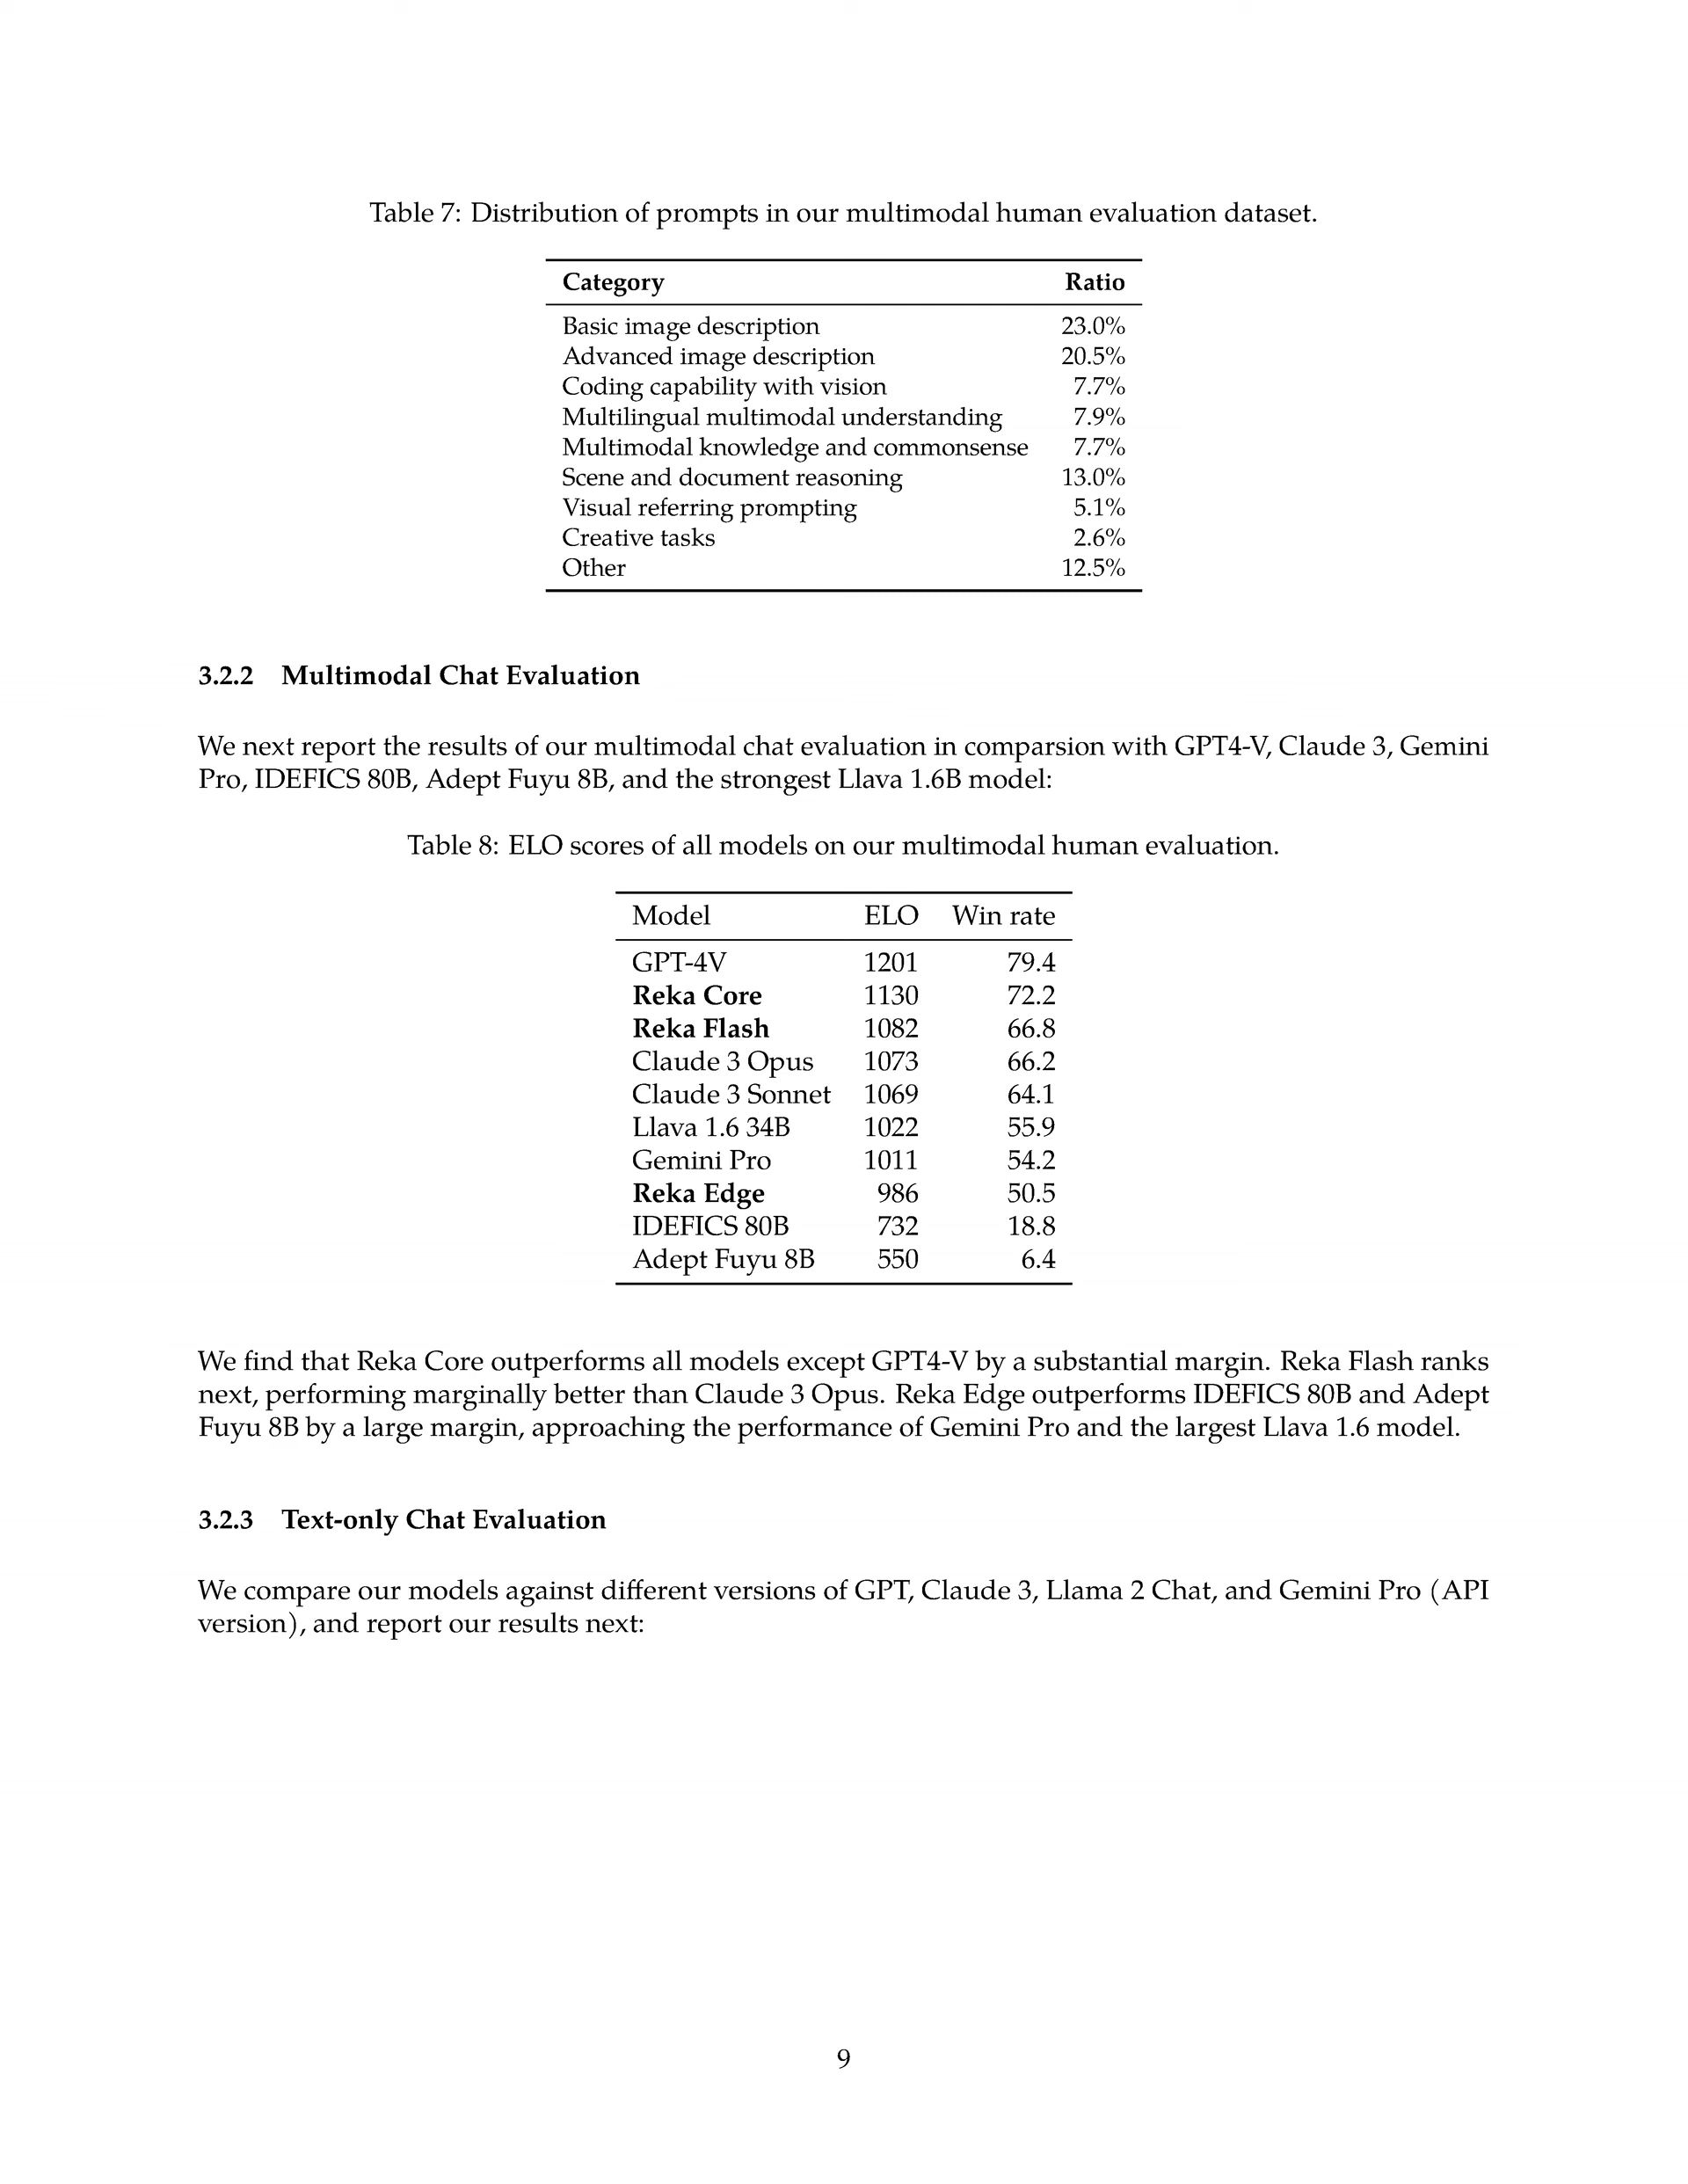 Table 7: Distribution of prompts in our multimodal human evaluation dataset.
Category Ratio
Basic image description 23.0%
Advanced image description 20.5%
Coding capability with vision 7.7%
Multilingual multimodal understanding 7.9%
Multimodal knowledge and commonsense 7.7%
Scene and document reasoning 13.0%
Visual referring prompting 5.1%
Creative tasks 2.6%
Other 12.5%
3.2.2 Multimodal Chat Evaluation
We next report the results of our multimodal chat evaluation in comparsion with GPT4-V, Claude 3, Gemini
Pro, IDEFICS 80B, Adept Fuyu 8B, and the strongest Llava 1.6B model:
Table 8: ELO scores of all models on our multimodal human evaluation.
Model ELO Win rate
GPT-4V 1201 79.4
Reka Core 1130 72.2
Reka Flash 1082 66.8
Claude 3 Opus 1073 66.2
Claude 3 Sonnet 1069 64.1
Llava 1.6 34B 1022 55.9
Gemini Pro 1011 54.2
Reka Edge 986 50.5
IDEFICS 80B 732 18.8
Adept Fuyu 8B 550 6.4
We find that Reka Core outperforms all models except GPT4-V by a substantial margin. Reka Flash ranks
next, performing marginally better than Claude 3 Opus. Reka Edge outperforms IDEFICS 80B and Adept
Fuyu 8B by a large margin, approaching the performance of Gemini Pro and the largest Llava 1.6 model.
3.2.3 Text-only Chat Evaluation
We compare our models against different versions of GPT, Claude 3, Llama 2 Chat, and Gemini Pro (API
version), and report our results next:
9